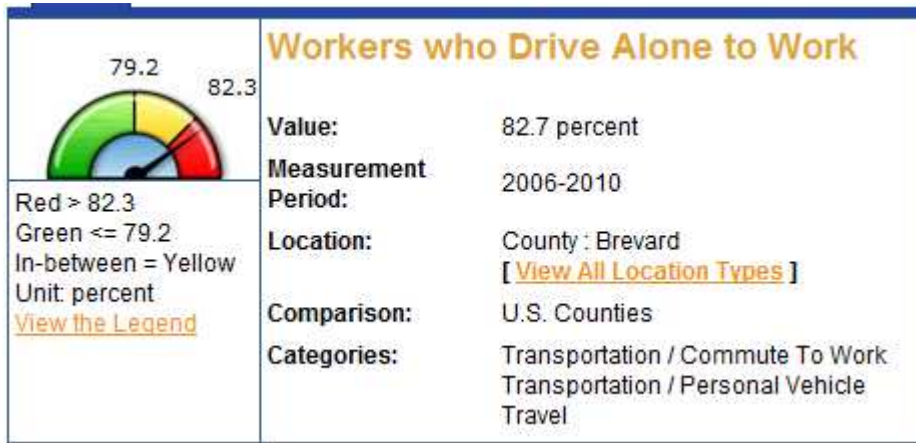 79.2
82.3
Red > 82.3
Green <= 79.2
In-between = Yellow
Unit: percent
View the Legend
Workers who Drive Alone to Work
Value: 82.7 percent
Measurement
Period: 2006-2010
Location: County : Brevard
[ View All Location Types ]
Comparison: U.S. Counties
Categories: Transportation / Commute To Work
Transportation / Personal Vehicle
Travel